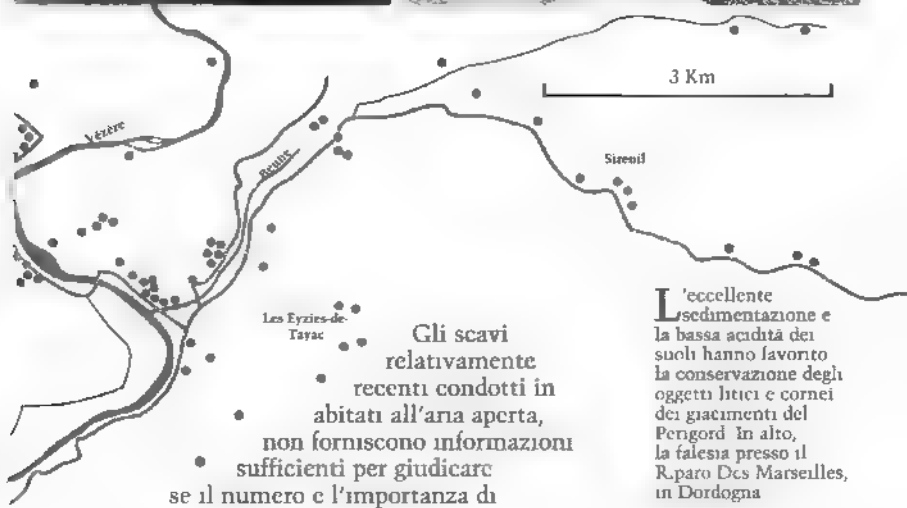 3 Km
Vézère
Beune
Sireuil
Les Eyzies-de-
Tayac
Gli scavi
relativamente
recenti condotti in
abitati all'aria aperta,
non forniscono informazioni
sufficienti per giudicare
se il numero e l'importanza di
L'eccellente
sedimentazione e
la bassa acidità dei
suoli hanno favorito
la conservazione degli
oggetti litici e cornei
dei giacimenti del
Perigord In alto,
la falesia presso il
Riparo Des Marseilles,
in Dordogna